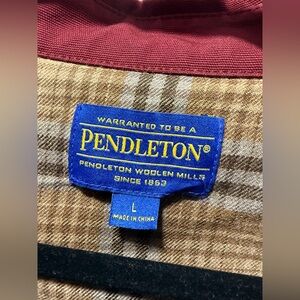 WARRANTED TO BE A
PENDLETON®
PENDLETON WOOLEN MILLS
SINCE 1863
L
MADE IN CHINA